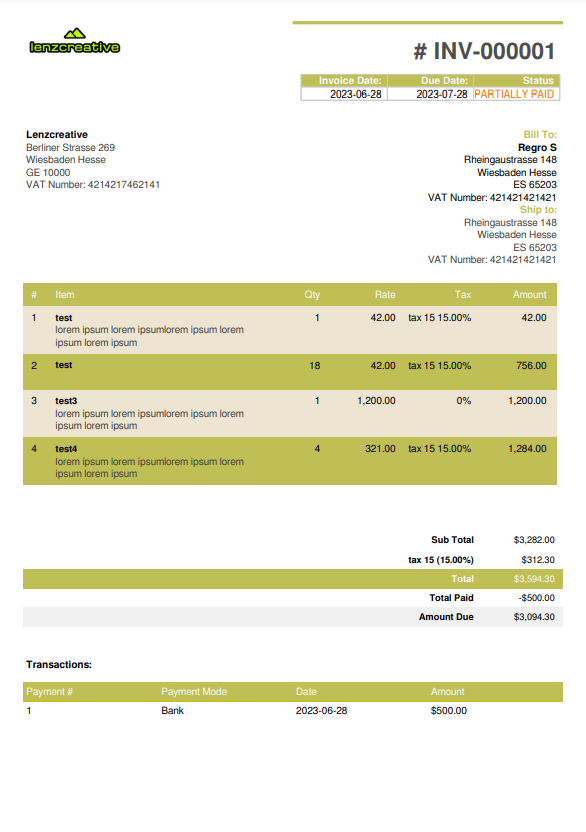 lenzcreative
# INV-000001
Invoice Date: Due Date: Status
2023-06-28 2023-07-28 PARTIALLY PAID
Lenzcreative
Berliner Strasse 269
Wiesbaden Hesse
GE 10000
VAT Number: 4214217462141
Bill To:
Regro S
Rheingaustrasse 148
Wiesbaden Hesse
ES 65203
VAT Number: 421421421421
Ship to:
Rheingaustrasse 148
Wiesbaden Hesse
ES 65203
VAT Number: 421421421421
# Item Qty Rate Tax Amount
1 test 1 42.00 tax 15 15.00% 42.00
lorem ipsum lorem ipsumlorem ipsum lorem
ipsum lorem ipsum
2 test 18 42.00 tax 15 15.00% 756.00
3 test3 1 1,200.00 0% 1,200.00
lorem ipsum lorem ipsumlorem ipsum lorem
ipsum lorem ipsum
4 test4 4 321.00 tax 15 15.00% 1,284.00
lorem ipsum lorem ipsumlorem ipsum lorem
ipsum lorem ipsum
Sub Total $3,282.00
tax 15 (15.00%) $312.30
Total $3,594.30
Total Paid -$500.00
Amount Due $3,094.30
Transactions:
Payment # Payment Mode Date Amount
1 Bank 2023-06-28 $500.00